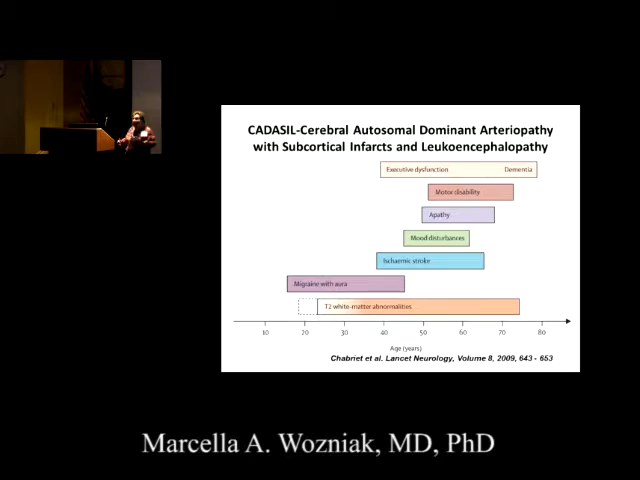 CADASIL-Cerebral Autosomal Dominant Arteriopathy
with Subcortical Infarcts and Leukoencephalopathy
Executive dysfunction Dementia
Motor disability
Apathy
Mood disturbances
Ischaemic stroke
Migraine with aura
T2 white-matter abnormalities
10 20 30 40 50 60 70 80
Age (years)
Chabriet et al. Lancet Neurology, Volume 8, 2009, 643 - 653
Marcella A. Wozniak, MD, PhD